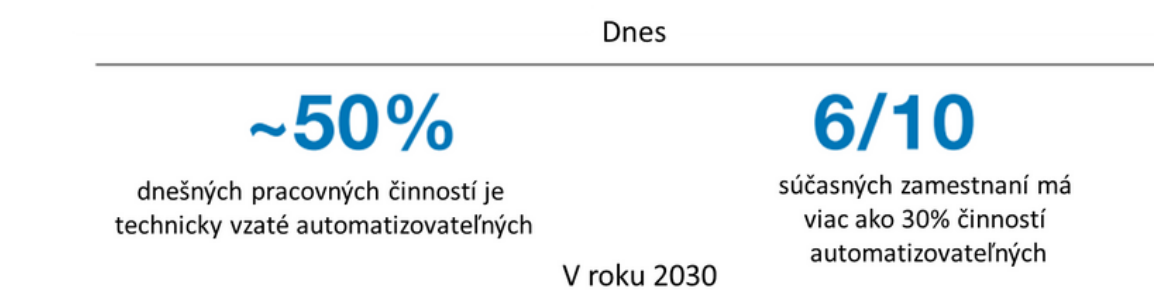 Dnes
~50%
dnešných pracovných činností je
technicky vzaté automatizovateľných
6/10
súčasných zamestnaní má
viac ako 30% činností
automatizovateľných
V roku 2030